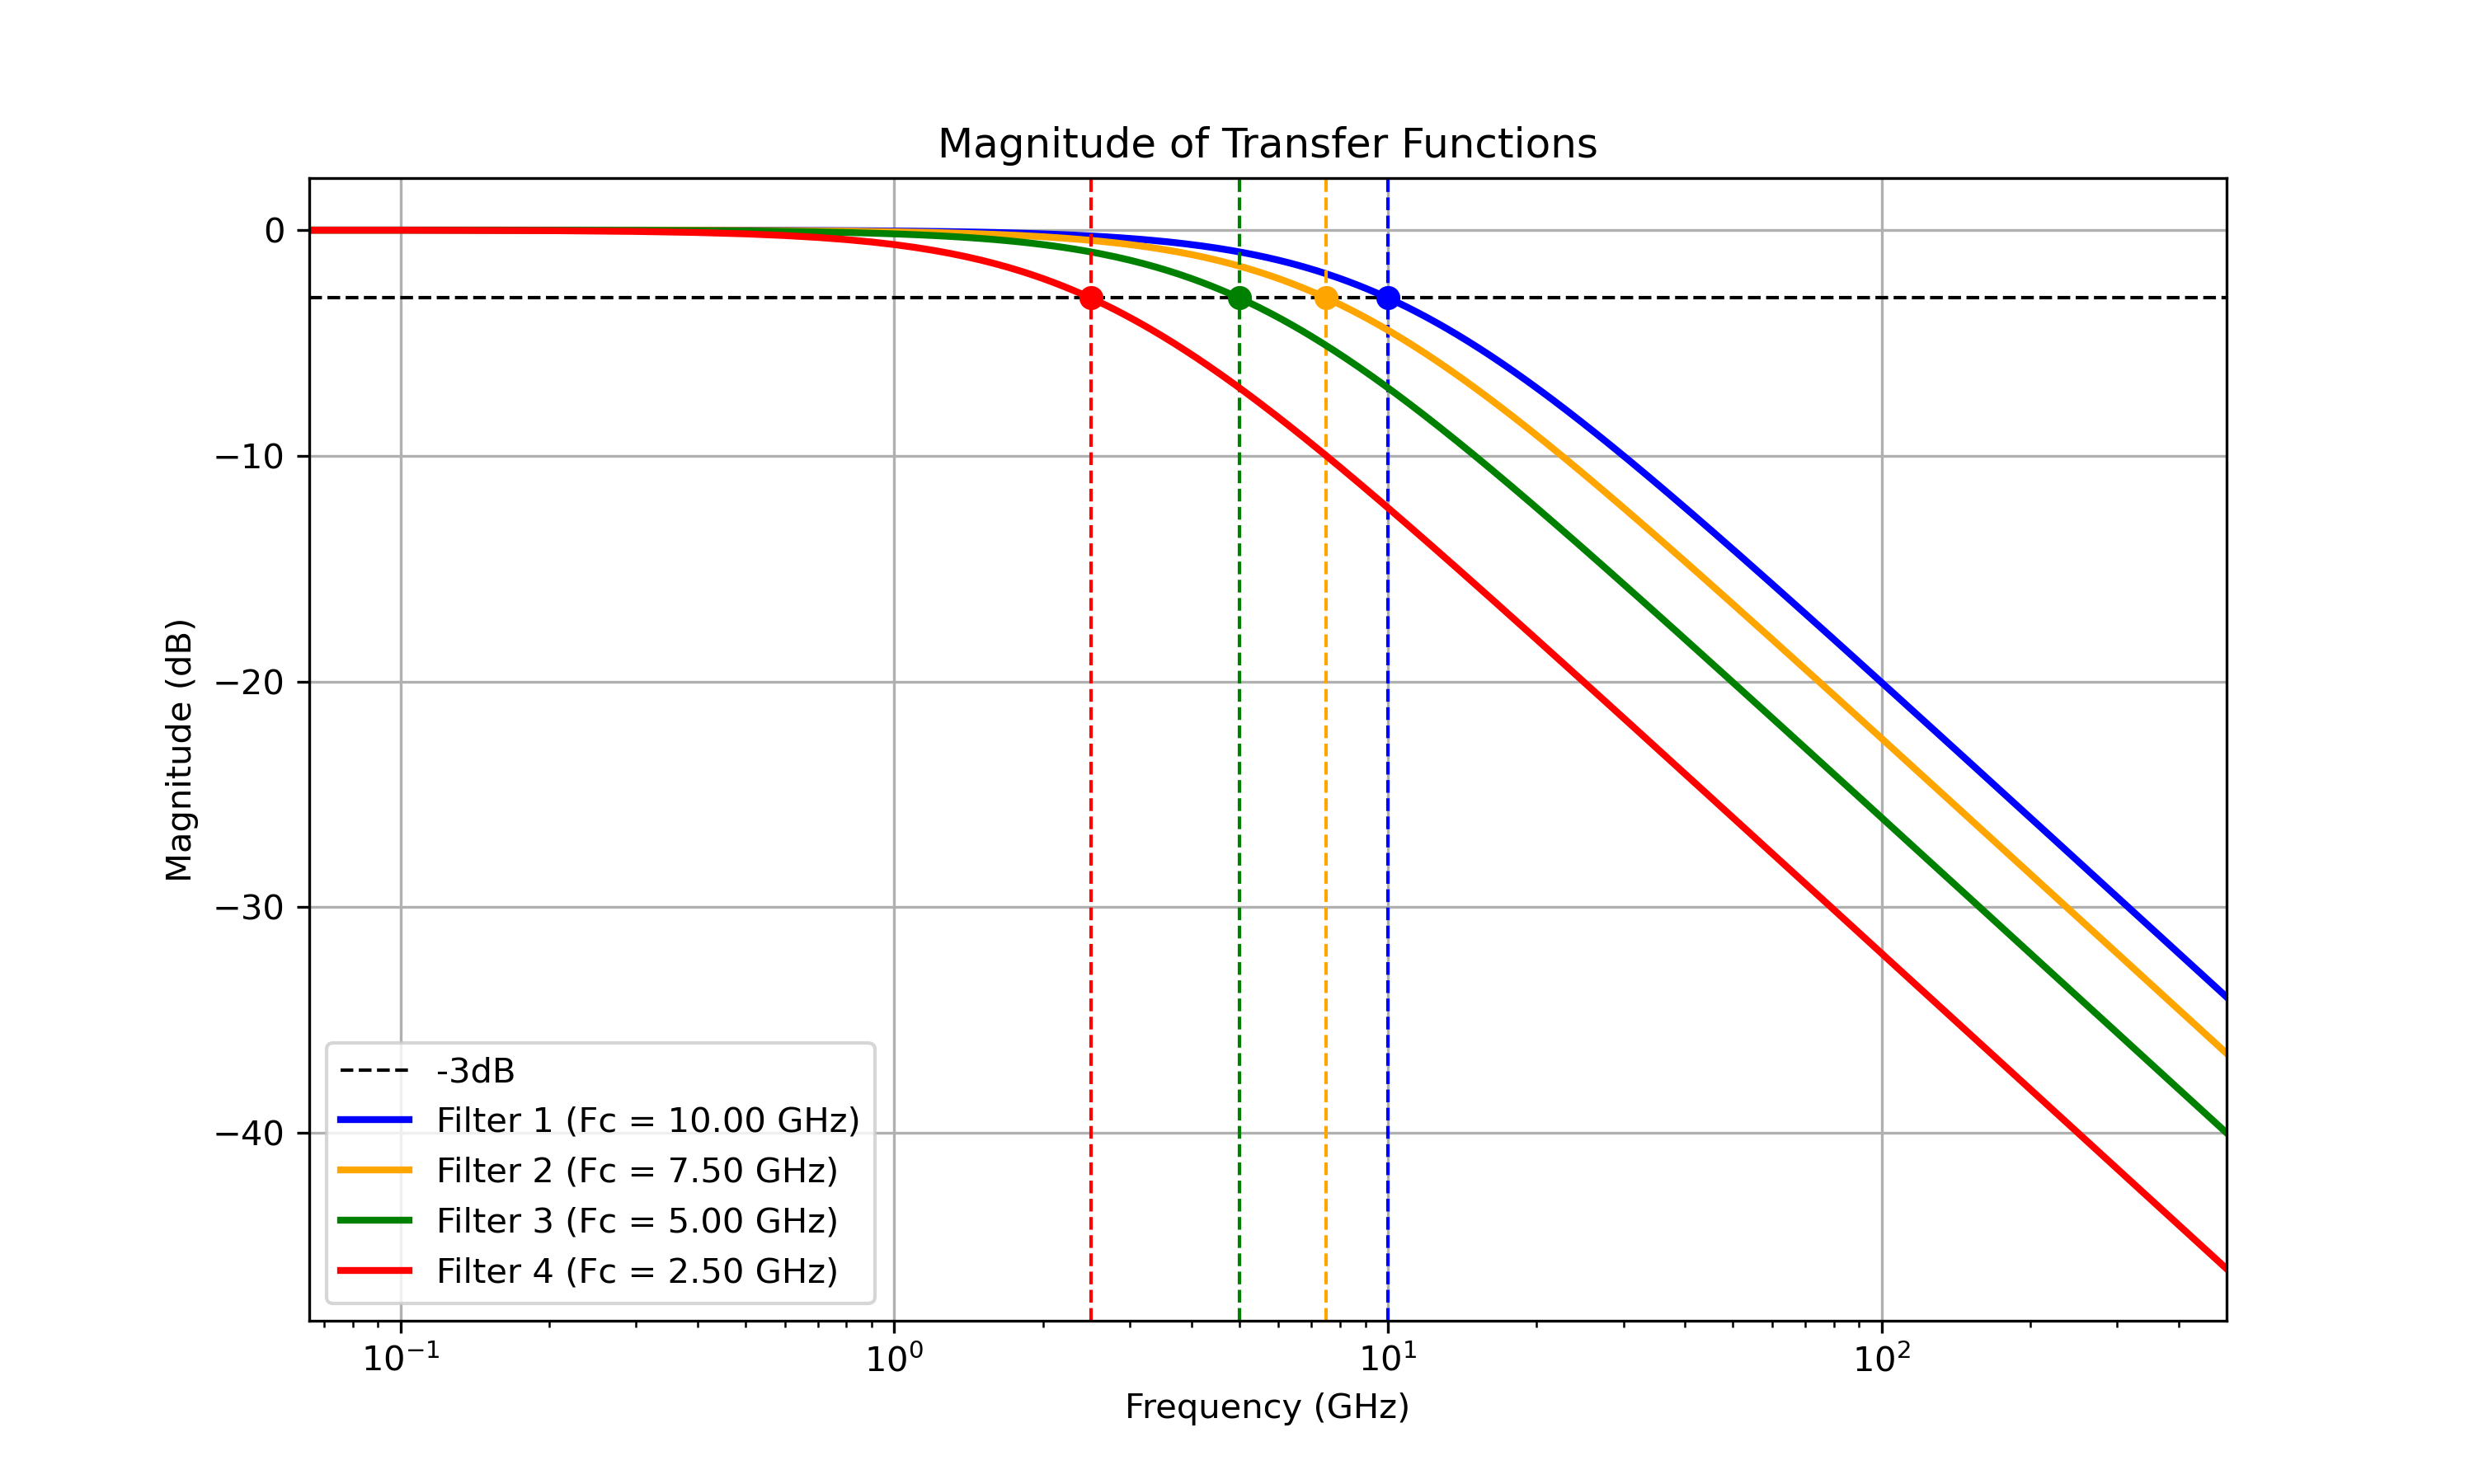 Magnitude of Transfer Functions
Magnitude (dB)
0
−10
−20
−30
−40
-3dB
Filter 1 (Fc = 10.00 GHz)
Filter 2 (Fc = 7.50 GHz)
Filter 3 (Fc = 5.00 GHz)
Filter 4 (Fc = 2.50 GHz)
10⁻¹ 10⁰ 10¹ 10²
Frequency (GHz)